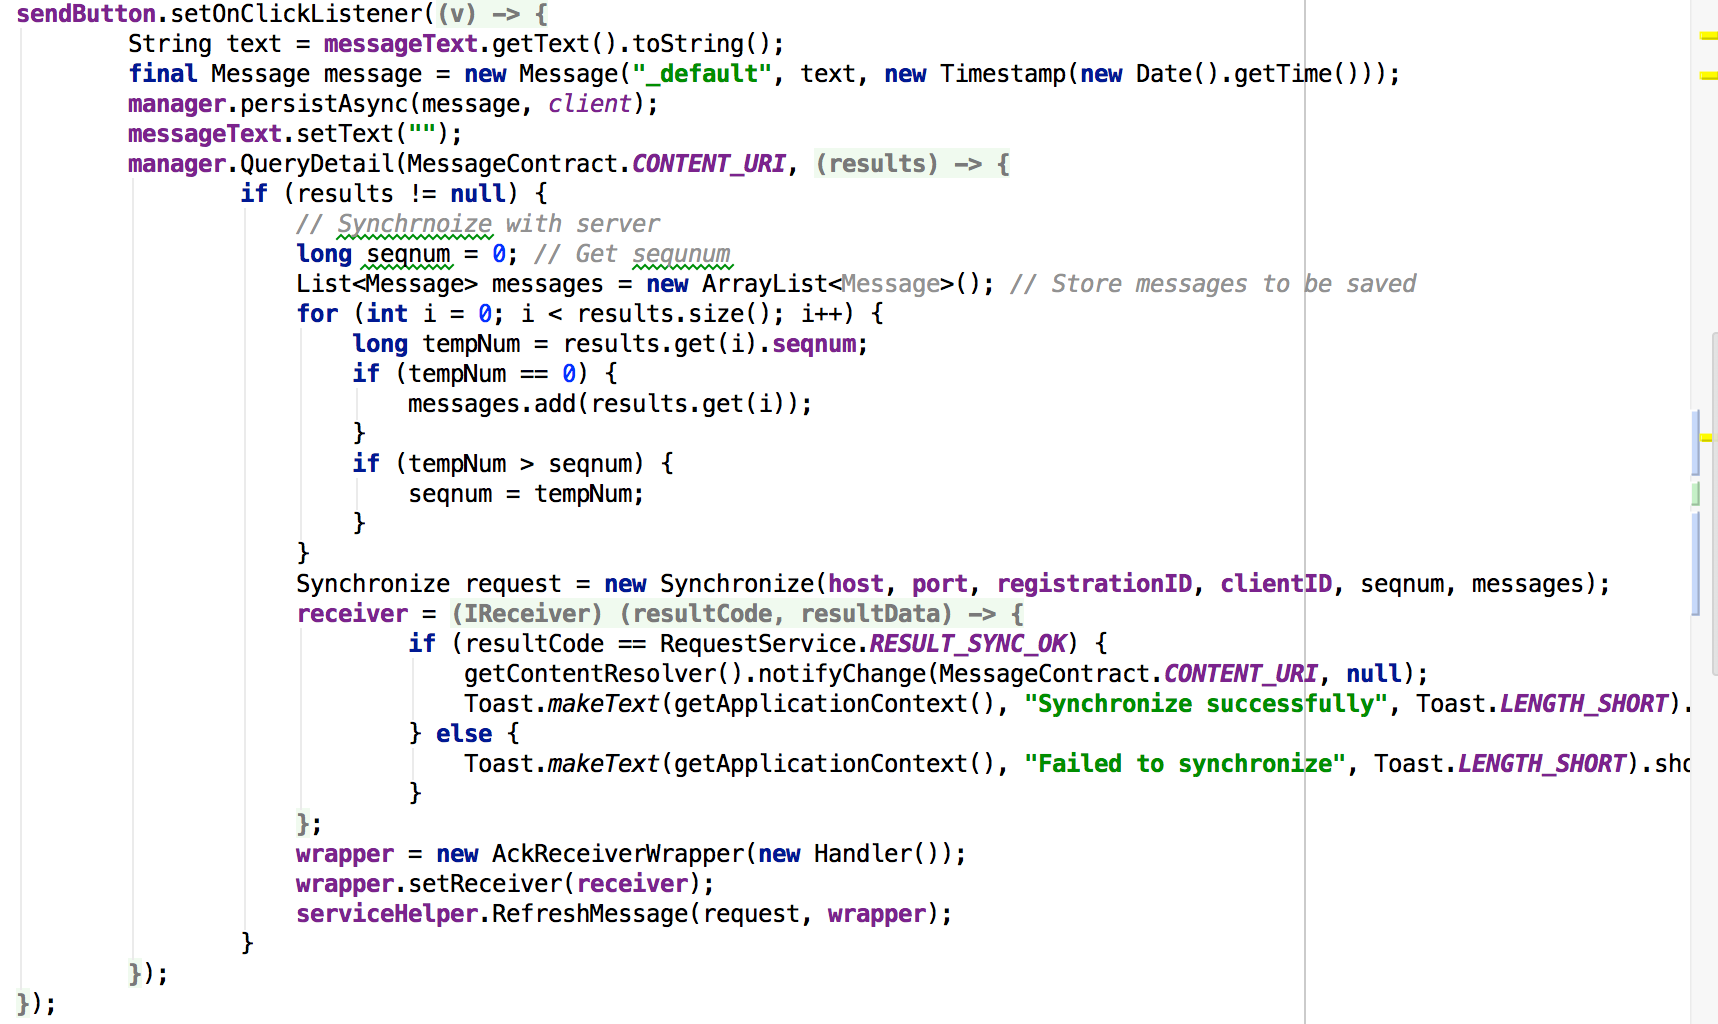 sendButton.setOnClickListener((v) -> {
String text = messageText.getText().toString();
final Message message = new Message("_default", text, new Timestamp(new Date().getTime()));
manager.persistAsync(message, client);
messageText.setText("");
manager.QueryDetail(MessageContract.CONTENT_URI, (results) -> {
if (results != null) {
// Synchrnoize with server
long seqnum = 0; // Get sequnum
List<Message> messages = new ArrayList<Message>(); // Store messages to be saved
for (int i = 0; i < results.size(); i++) {
long tempNum = results.get(i).seqnum;
if (tempNum == 0) {
messages.add(results.get(i));
}
if (tempNum > seqnum) {
seqnum = tempNum;
}
}
Synchronize request = new Synchronize(host, port, registrationID, clientID, seqnum, messages);
receiver = (IReceiver) (resultCode, resultData) -> {
if (resultCode == RequestService.RESULT_SYNC_OK) {
getContentResolver().notifyChange(MessageContract.CONTENT_URI, null);
Toast.makeText(getApplicationContext(), "Synchronize successfully", Toast.LENGTH_SHORT).
} else {
Toast.makeText(getApplicationContext(), "Failed to synchronize", Toast.LENGTH_SHORT).sho
}
};
wrapper = new AckReceiverWrapper(new Handler());
wrapper.setReceiver(receiver);
serviceHelper.RefreshMessage(request, wrapper);
}
});
});